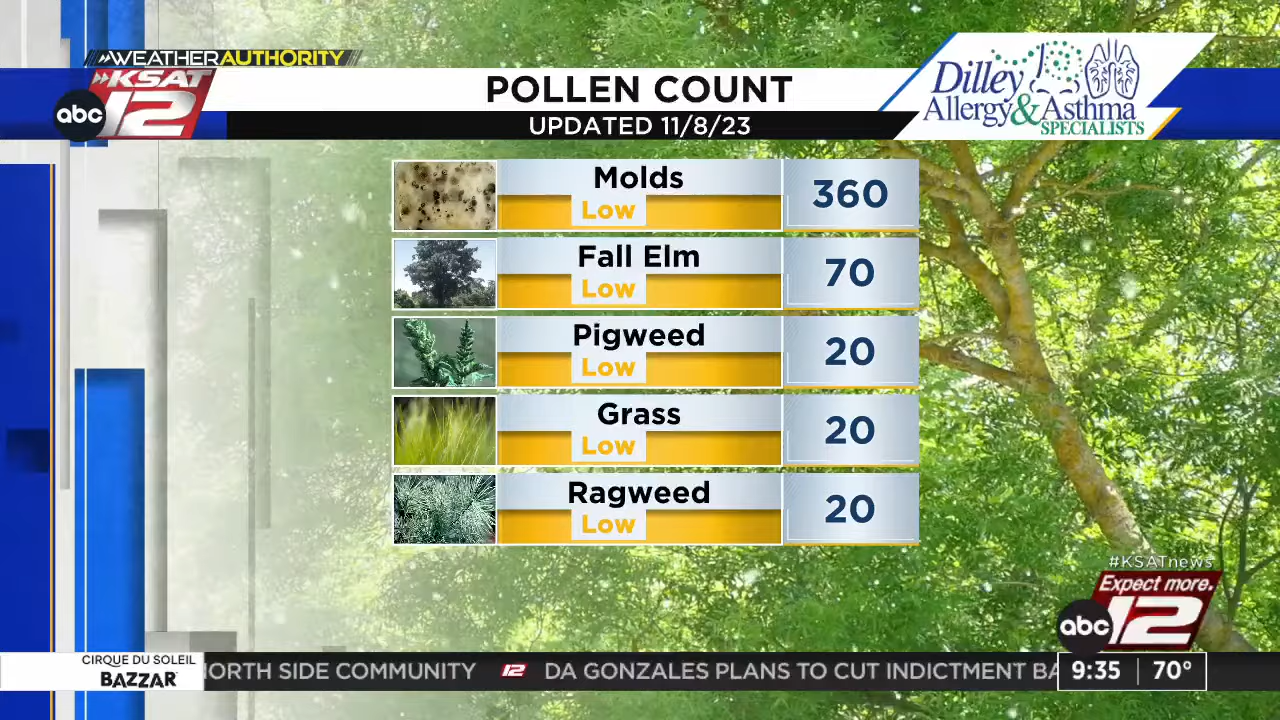 WEATHERAUTHORITY
KSAT
abc 12
POLLEN COUNT
UPDATED 11/8/23
Dilley
Allergy&Asthma
SPECIALISTS
Molds
Low
360
Fall Elm
Low
70
Pigweed
Low
20
Grass
Low
20
Ragweed
Low
20
#KSATnews
Expect more.
abc 12
CIRQUE DU SOLEIL
BAZZAR
ORTH SIDE COMMUNITY 12 DA GONZALES PLANS TO CUT INDICTMENT BA
9:35 70°